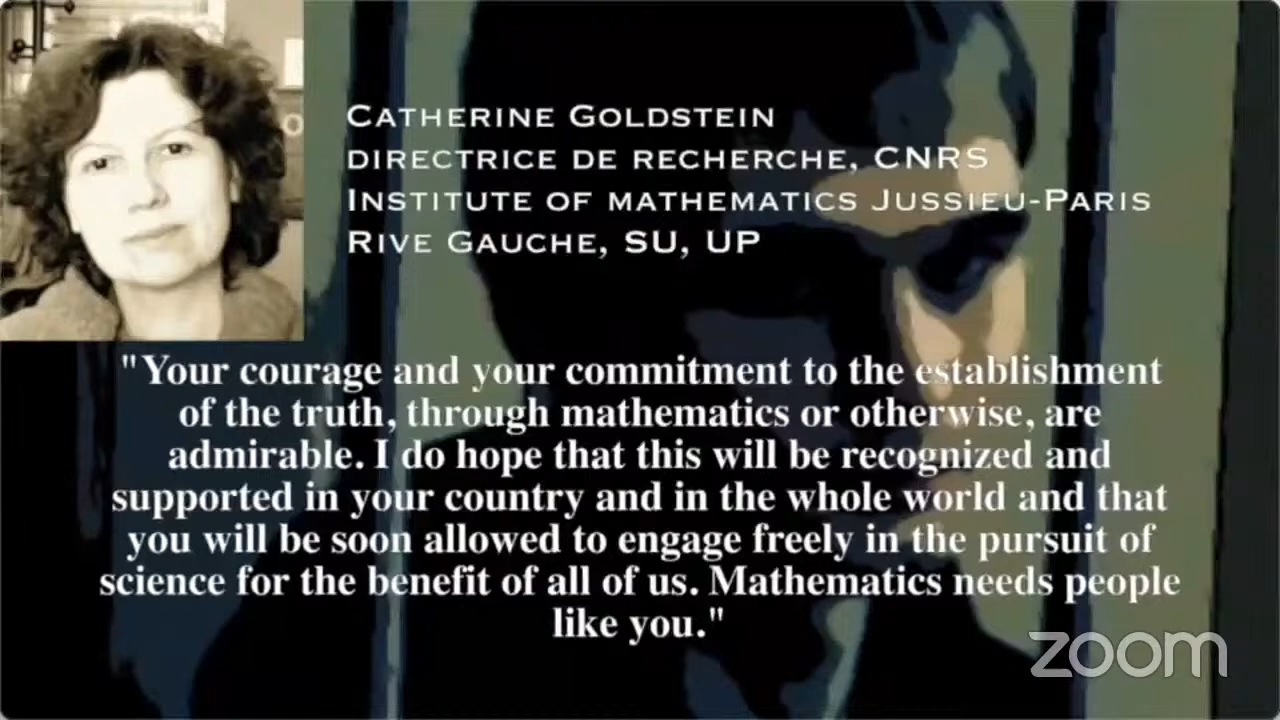 CATHERINE GOLDSTEIN
DIRECTRICE DE RECHERCHE, CNRS
INSTITUTE OF MATHEMATICS JUSSIEU-PARIS
RIVE GAUCHE, SU, UP
"Your courage and your commitment to the establishment
of the truth, through mathematics or otherwise, are
admirable. I do hope that this will be recognized and
supported in your country and in the whole world and that
you will be soon allowed to engage freely in the pursuit of
science for the benefit of all of us. Mathematics needs people
like you."
zoom